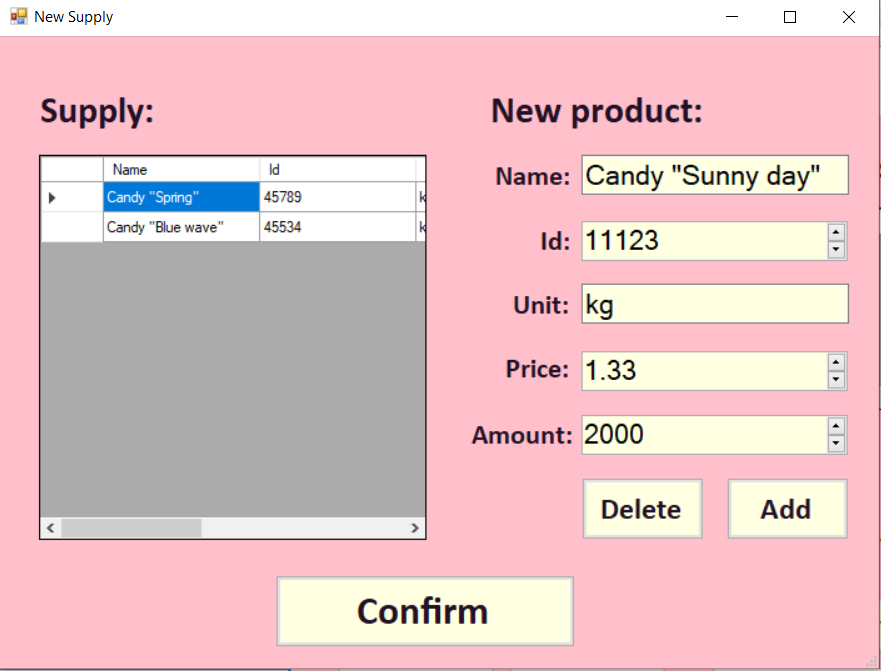 New Supply
Supply:
Name Id
Candy "Spring" 45789 k
Candy "Blue wave" 45534 k
New product:
Name: Candy "Sunny day"
Id: 11123
Unit: kg
Price: 1.33
Amount: 2000
Delete Add
Confirm